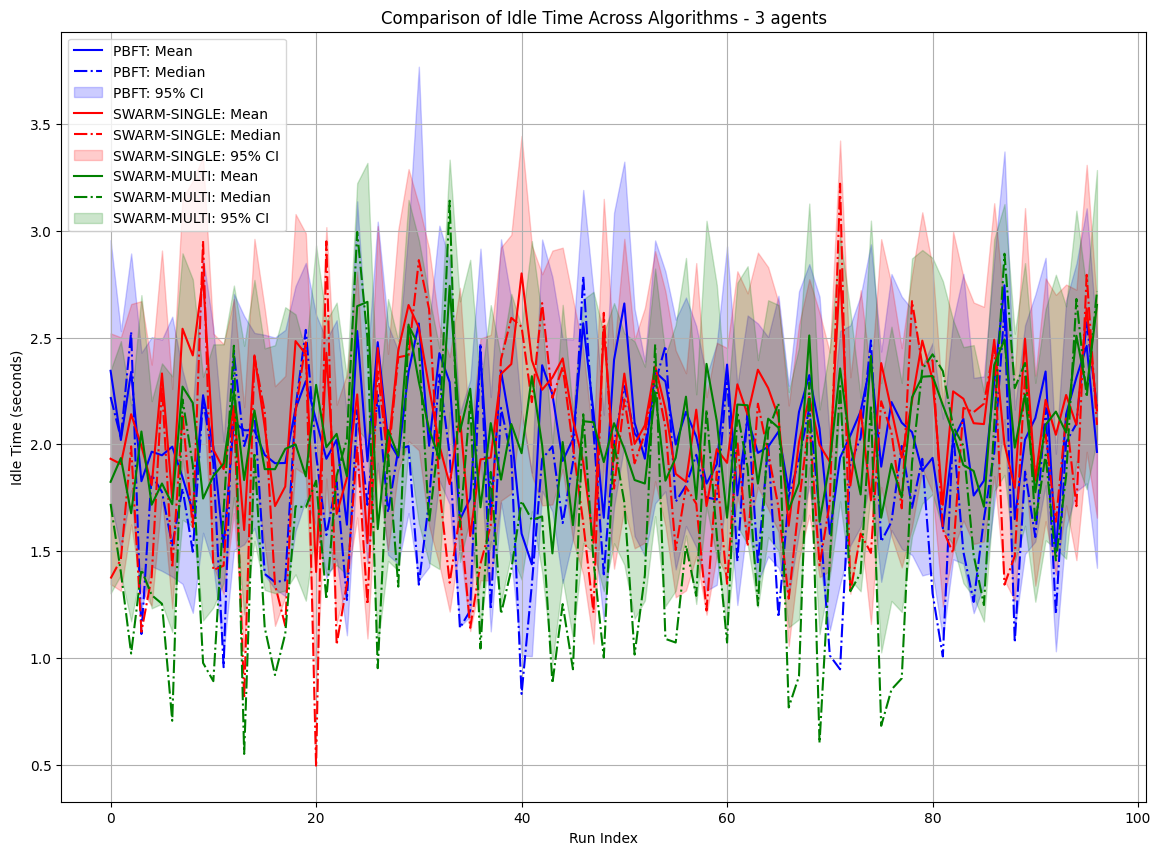 Comparison of Idle Time Across Algorithms - 3 agents
PBFT: Mean
PBFT: Median
PBFT: 95% CI
SWARM-SINGLE: Mean
SWARM-SINGLE: Median
SWARM-SINGLE: 95% CI
SWARM-MULTI: Mean
SWARM-MULTI: Median
SWARM-MULTI: 95% CI
Idle Time (seconds)
3.5
3.0
2.5
2.0
1.5
1.0
0.5
0 20 40 60 80 100
Run Index